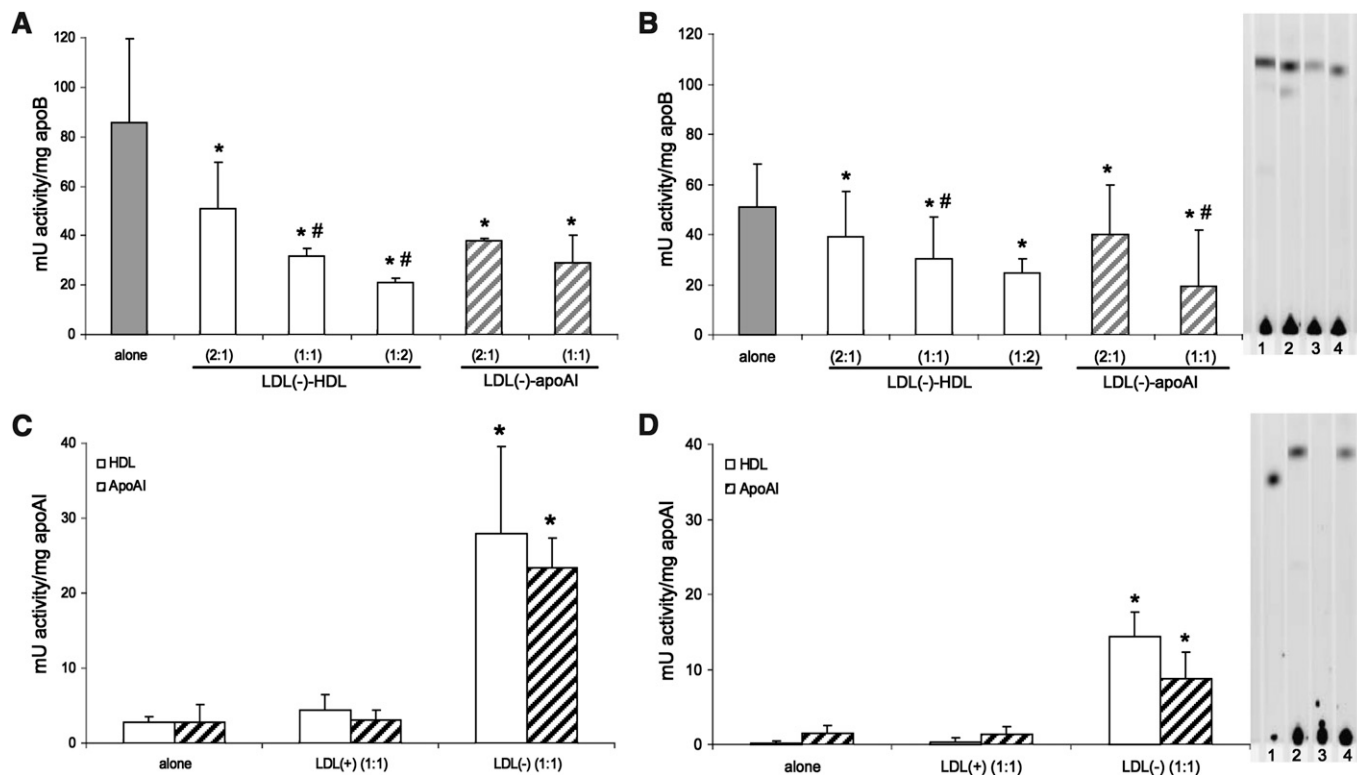 A
mU activity/mg apoB
120
100
80
60
40
20
0
*
* #
* #
*
*
alone
(2:1)
(1:1)
(1:2)
(2:1)
(1:1)
LDL(-)-HDL
LDL(-)-apoAI
B
mU activity/mg apoB
120
100
80
60
40
20
0
*
* #
*
*
* #
alone
(2:1)
(1:1)
(1:2)
(2:1)
(1:1)
LDL(-)-HDL
LDL(-)-apoAI
1 2 3 4
C
mU activity/mg apoAI
40
30
20
10
0
HDL
ApoAI
*
*
alone
LDL(+) (1:1)
LDL(-) (1:1)
D
mU activity/mg apoAI
40
30
20
10
0
HDL
ApoAI
*
*
alone
LDL(+) (1:1)
LDL(-) (1:1)
1 2 3 4